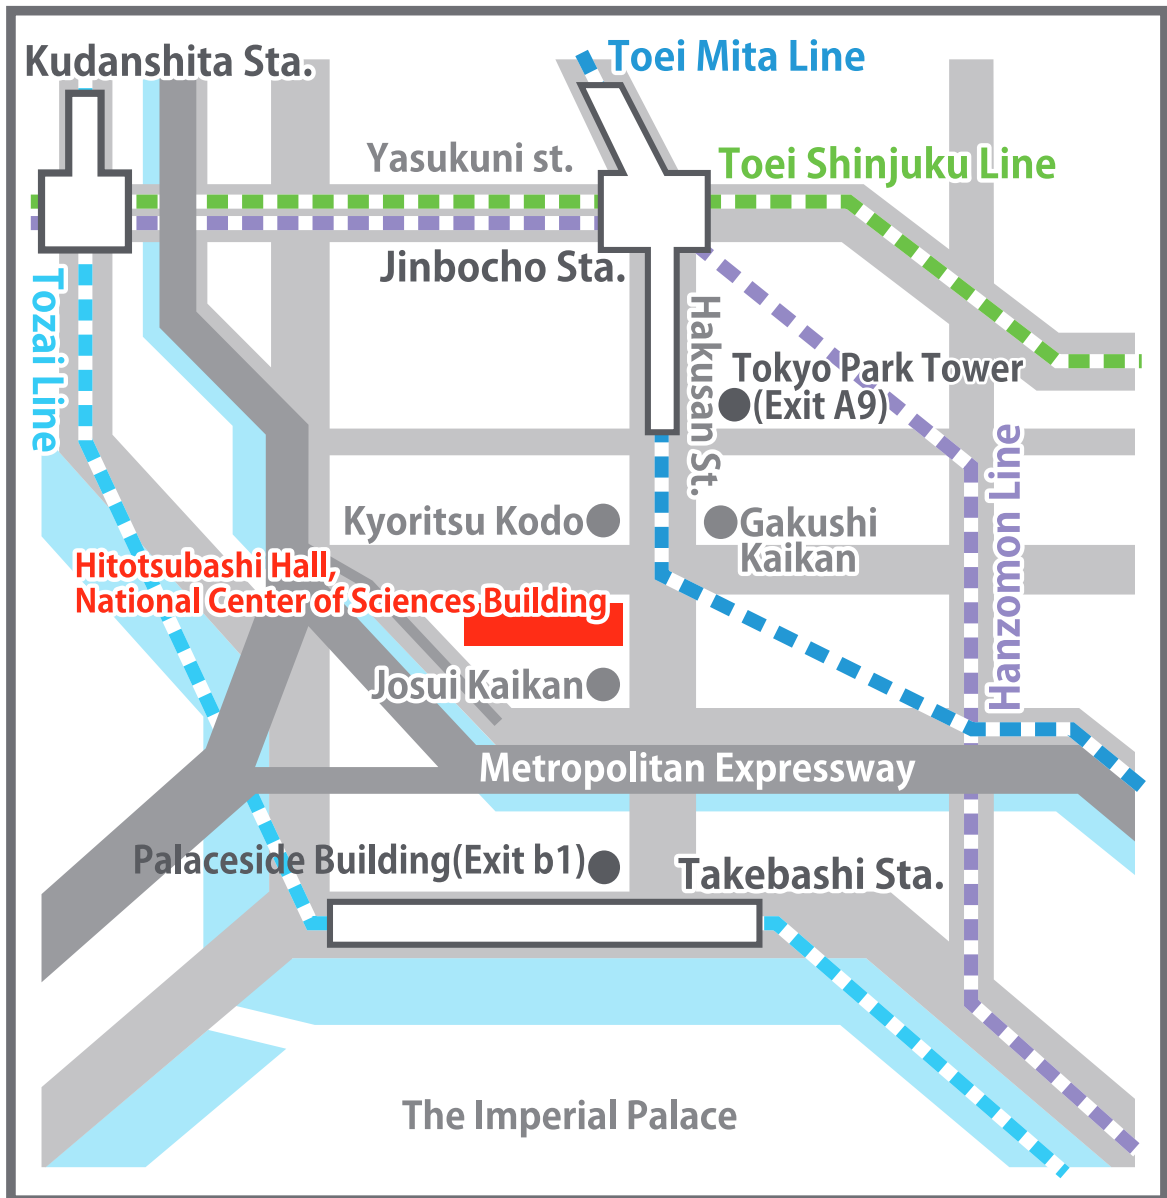 Kudanshita Sta.
Toei Mita Line
Yasukuni st.
Toei Shinjuku Line
Jinbocho Sta.
Tozai Line
Hakusan St.
Tokyo Park Tower
(Exit A9)
Hanzomon Line
Kyoritsu Kodo
Gakushi
Kaikan
Hitotsubashi Hall,
National Center of Sciences Building
Josui Kaikan
Metropolitan Expressway
Palaceside Building(Exit b1)
Takebashi Sta.
The Imperial Palace